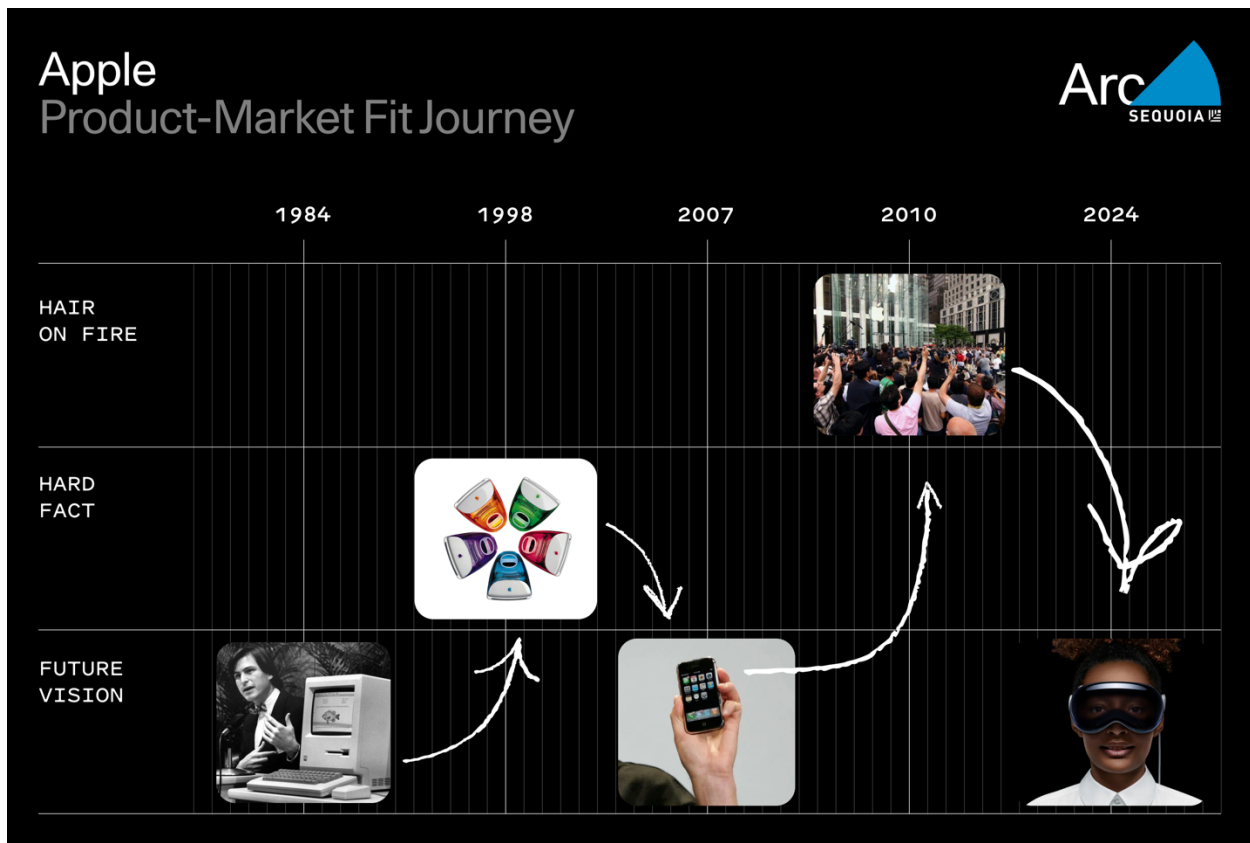 Apple
Product-Market Fit Journey
Arc
SEQUOIA
1984 1998 2007 2010 2024
HAIR
ON FIRE
HARD
FACT
FUTURE
VISION